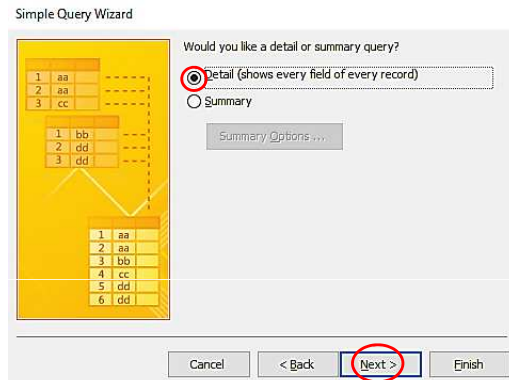 Simple Query Wizard
Would you like a detail or summary query?
Detail (shows every field of every record)
Summary
Summary Options ...
1 aa
2 aa
3 cc
1 bb
2 dd
3 dd
1 aa
2 aa
3 bb
4 cc
5 dd
6 dd
Cancel
< Back
Next >
Finish